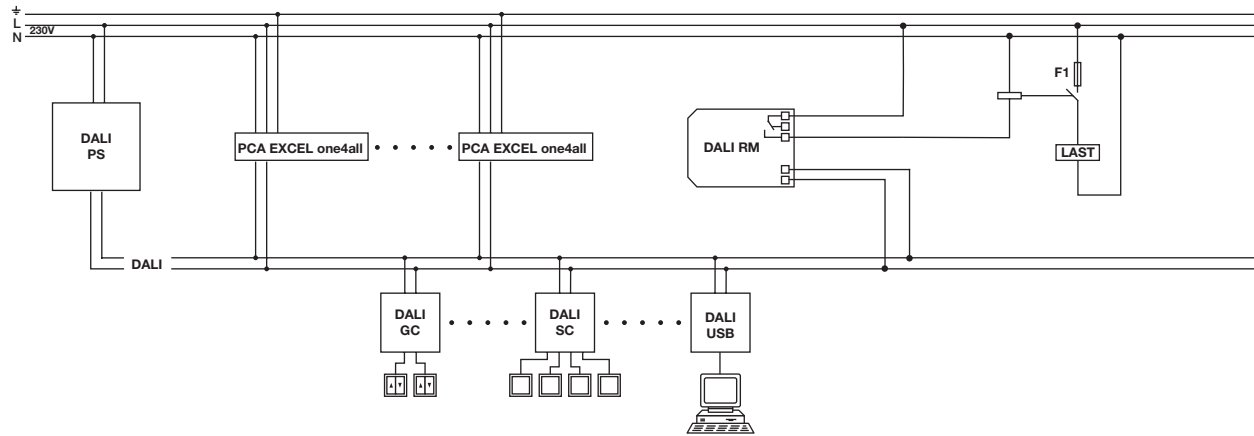 L
230V
N
F1
DALI
PS
PCA EXCEL one4all
PCA EXCEL one4all
DALI RM
LAST
DALI
DALI
GC
DALI
SC
DALI
USB